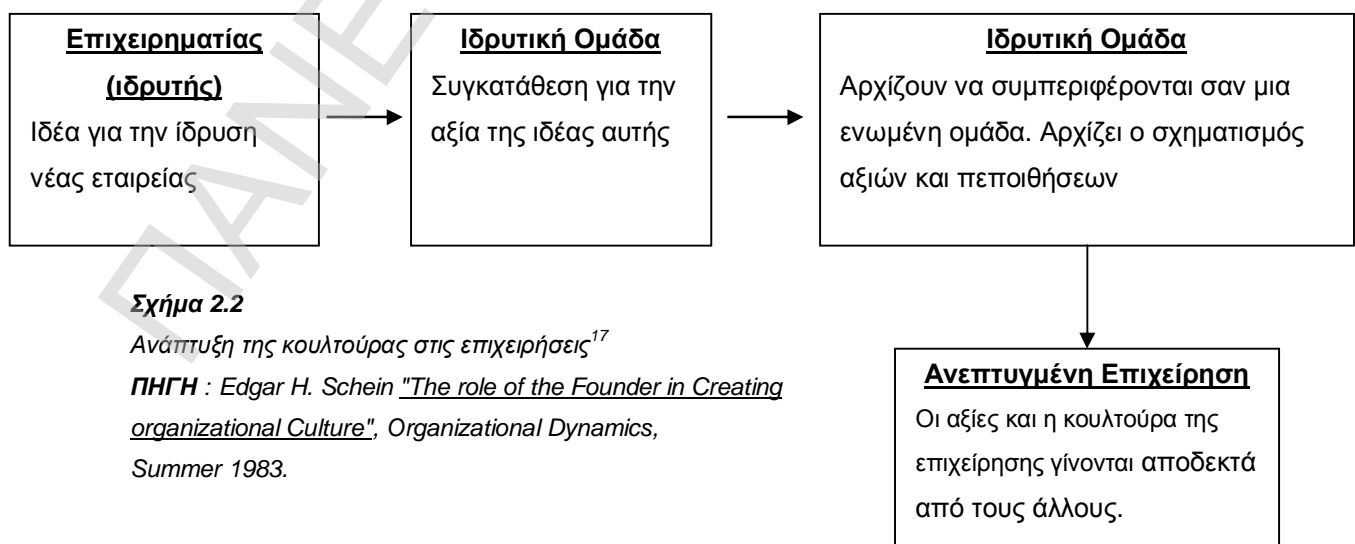 Επιχειρηματίας
(ιδρυτής)
Ιδέα για την ίδρυση
νέας εταιρείας
Ιδρυτική Ομάδα
Συγκατάθεση για την
αξία της ιδέας αυτής
Ιδρυτική Ομάδα
Αρχίζουν να συμπεριφέρονται σαν μια
ενωμένη ομάδα. Αρχίζει ο σχηματισμός
αξιών και πεποιθήσεων
Ανεπτυγμένη Επιχείρηση
Οι αξίες και η κουλτούρα της
επιχείρησης γίνονται αποδεκτά
από τους άλλους.
Σχήμα 2.2
Ανάπτυξη της κουλτούρας στις επιχειρήσεις17
ΠΗΓΗ : Edgar H. Schein "The role of the Founder in Creating
organizational Culture", Organizational Dynamics,
Summer 1983.
ΠΑΝΕ